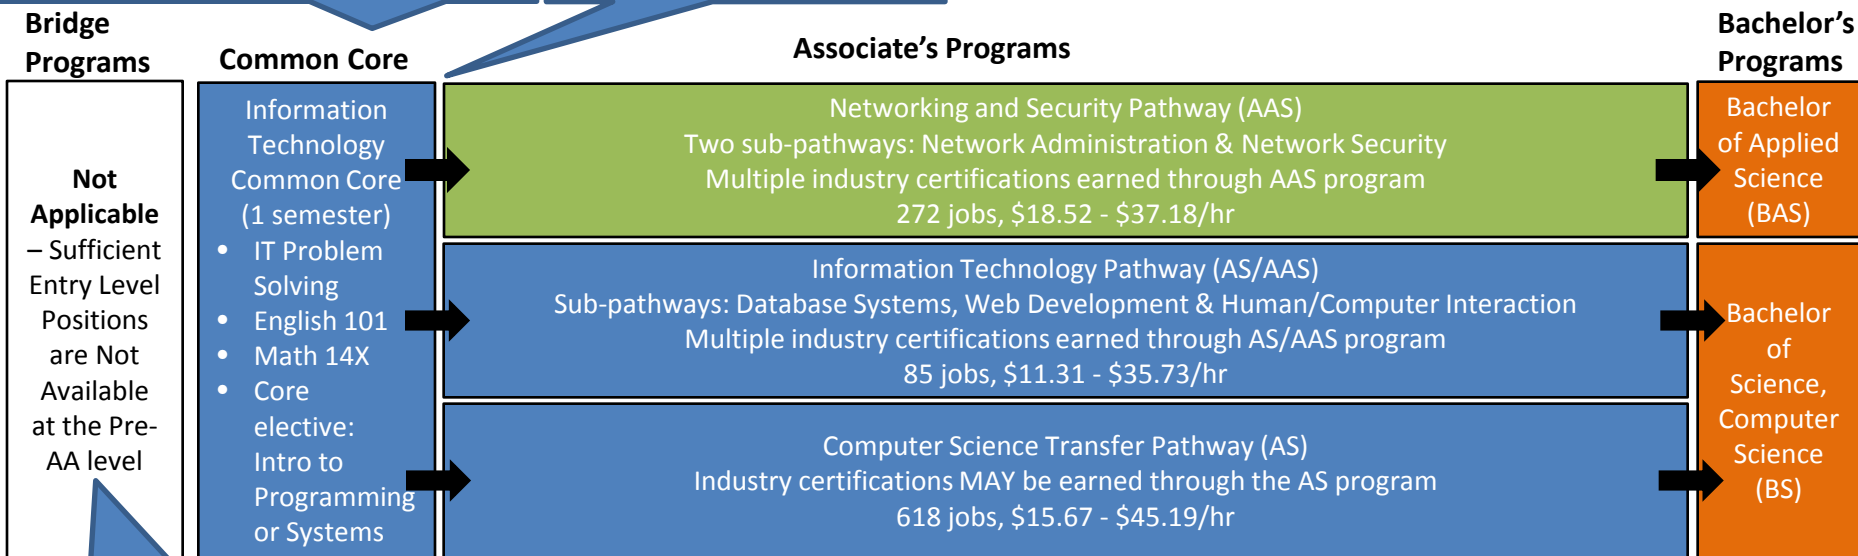 Bridge
Programs
Common Core
Associate’s Programs
Bachelor’s
Programs
Not
Applicable
– Sufficient
Entry Level
Positions
are Not
Available
at the Pre-
AA level
Information
Technology
Common Core
(1 semester)
• IT Problem
Solving
• English 101
• Math 14X
• Core
elective:
Intro to
Programming
or Systems
Networking and Security Pathway (AAS)
Two sub-pathways: Network Administration & Network Security
Multiple industry certifications earned through AAS program
272 jobs, $18.52 - $37.18/hr
Information Technology Pathway (AS/AAS)
Sub-pathways: Database Systems, Web Development & Human/Computer Interaction
Multiple industry certifications earned through AS/AAS program
85 jobs, $11.31 - $35.73/hr
Computer Science Transfer Pathway (AS)
Industry certifications MAY be earned through the AS program
618 jobs, $15.67 - $45.19/hr
Bachelor
of Applied
Science
(BAS)
Bachelor
of
Science,
Computer
Science
(BS)